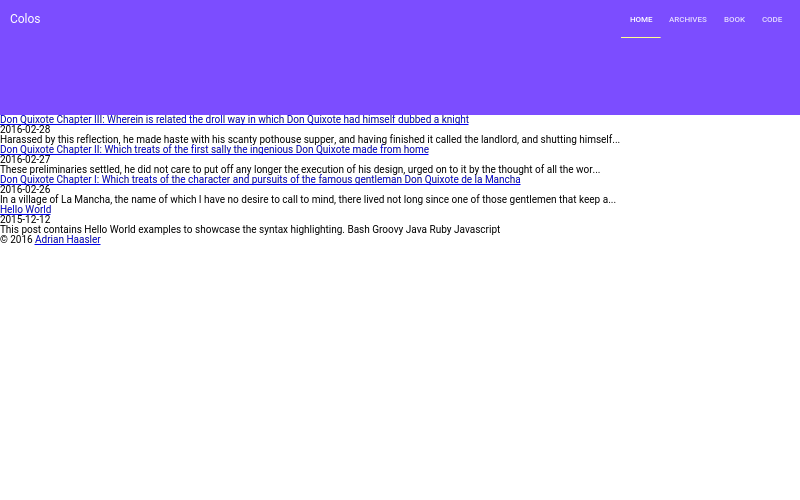 Colos
HOME ARCHIVES BOOK CODE
Don Quixote Chapter III: Wherein is related the droll way in which Don Quixote had himself dubbed a knight
2016-02-28
Harassed by this reflection, he made haste with his scanty pothouse supper, and having finished it called the landlord, and shutting himself...
Don Quixote Chapter II: Which treats of the first sally the ingenious Don Quixote made from home
2016-02-27
These preliminaries settled, he did not care to put off any longer the execution of his design, urged on to it by the thought of all the wor...
Don Quixote Chapter I: Which treats of the character and pursuits of the famous gentleman Don Quixote de la Mancha
2016-02-26
In a village of La Mancha, the name of which I have no desire to call to mind, there lived not long since one of those gentlemen that keep a...
Hello World
2015-12-12
This post contains Hello World examples to showcase the syntax highlighting. Bash Groovy Java Ruby Javascript
© 2016 Adrian Haasler